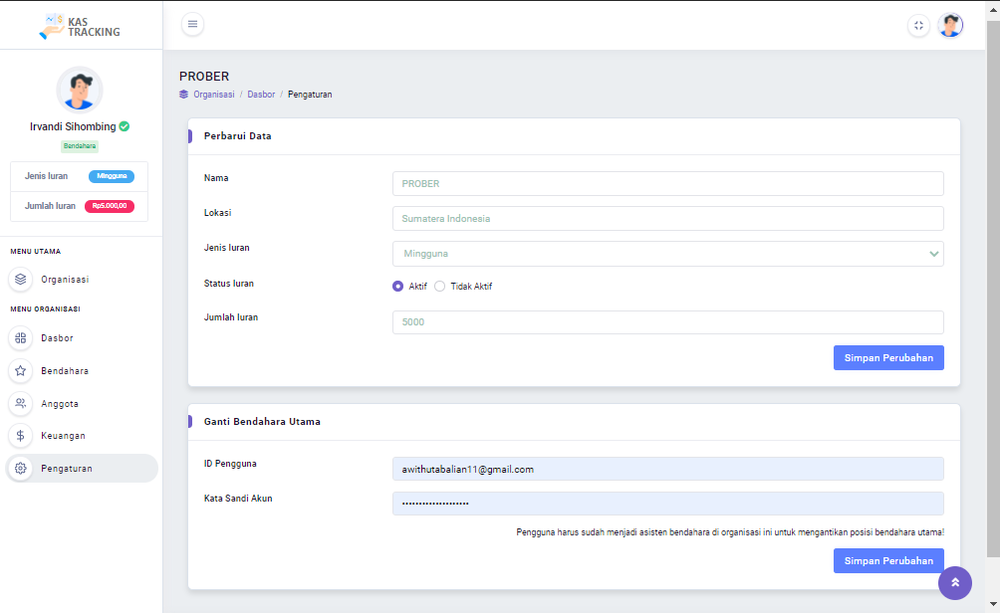 KAS
TRACKING
Irvandi Sihombing
Bendahara
Jenis Iuran
Mingguna
Jumlah Iuran
Rp5.000,00
MENU UTAMA
Organisasi
MENU ORGANISASI
Dasbor
Bendahara
Anggota
Keuangan
Pengaturan
PROBER
Organisasi / Dasbor / Pengaturan
Perbarui Data
Nama
PROBER
Lokasi
Sumatera Indonesia
Jenis Iuran
Mingguna
Status Iuran
Aktif
Tidak Aktif
Jumlah Iuran
5000
Simpan Perubahan
Ganti Bendahara Utama
ID Pengguna
awithutabalian11@gmail.com
Kata Sandi Akun
Pengguna harus sudah menjadi asisten bendahara di organisasi ini untuk mengantikan posisi bendahara utama!
Simpan Perubahan